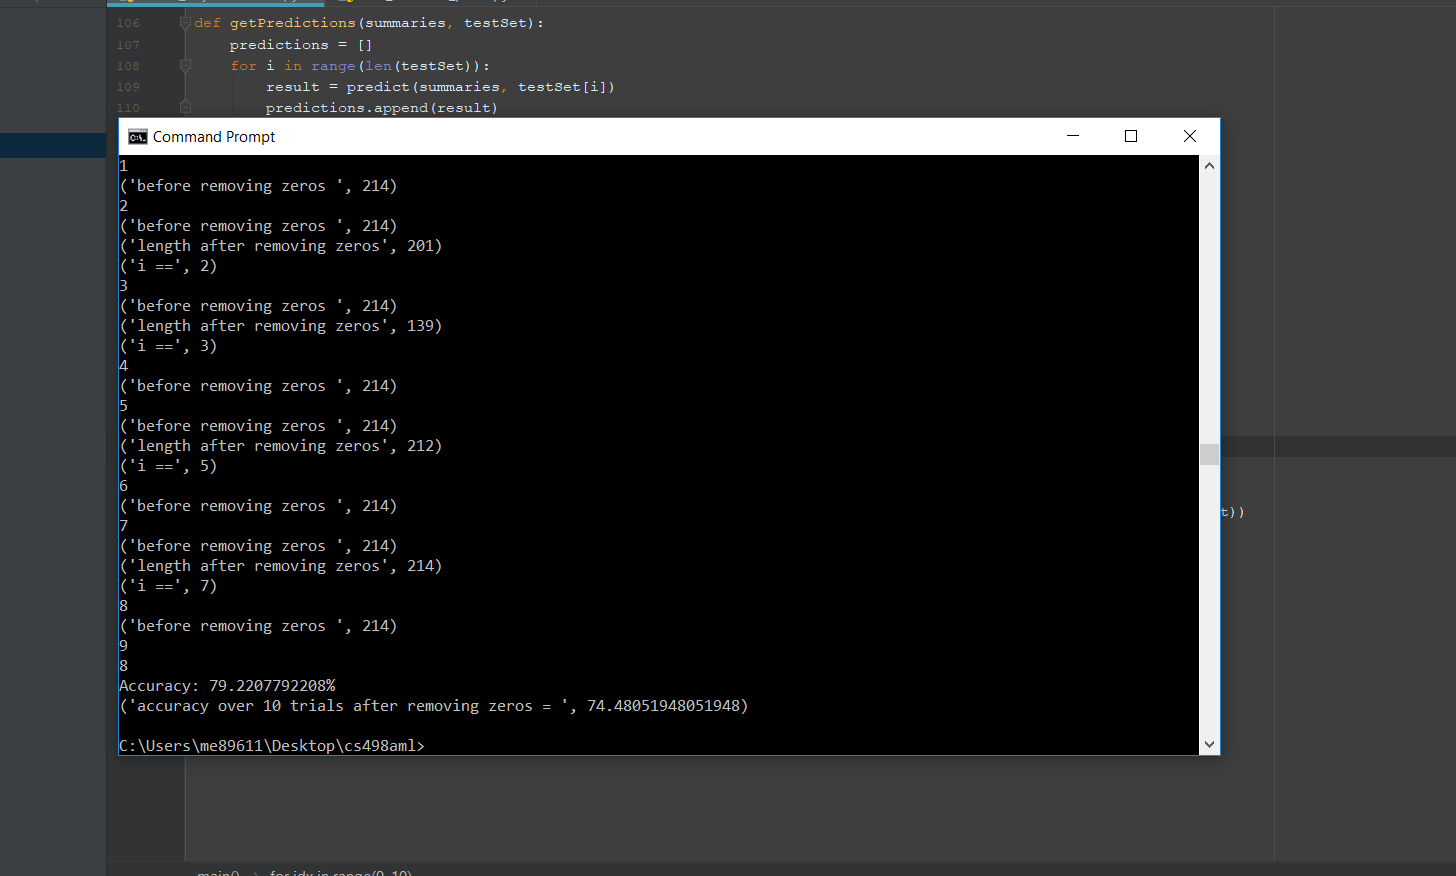 106 def getPredictions(summaries, testSet):
107 predictions = []
108 for i in range(len(testSet)):
109 result = predict(summaries, testSet[i])
110 predictions.append(result)
Command Prompt
1
('before removing zeros ', 214)
2
('before removing zeros ', 214)
('length after removing zeros', 201)
('i ==', 2)
3
('before removing zeros ', 214)
('length after removing zeros', 139)
('i ==', 3)
4
('before removing zeros ', 214)
5
('before removing zeros ', 214)
('length after removing zeros', 212)
('i ==', 5)
6
('before removing zeros ', 214)
t))
7
('before removing zeros ', 214)
('length after removing zeros', 214)
('i ==', 7)
8
('before removing zeros ', 214)
9
8
Accuracy: 79.2207792208%
('accuracy over 10 trials after removing zeros = ', 74.48051948051948)
C:\Users\me89611\Desktop\cs498aml>
main() > for idx in range(0, 10)